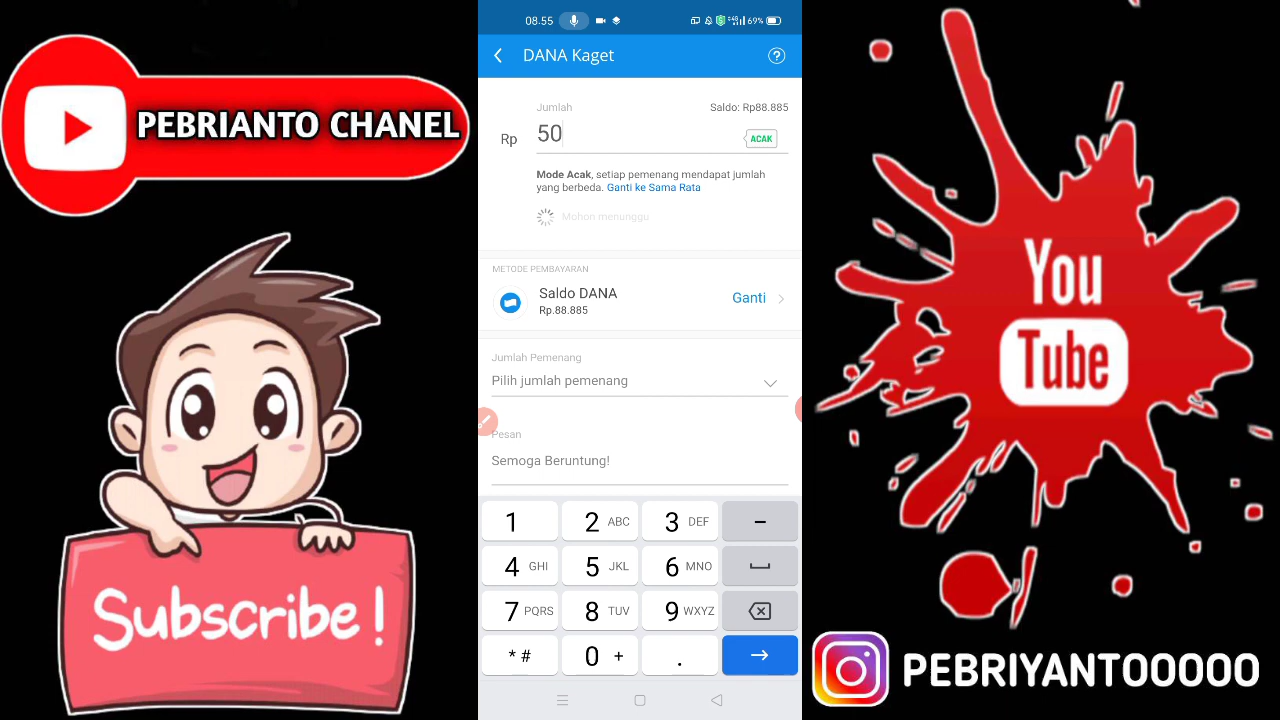 PEBRIANTO CHANEL
Subscribe !
08.55
69%
DANA Kaget
Jumlah
Saldo: Rp88.885
Rp
50
ACAK
Mode Acak, setiap pemenang mendapat jumlah
yang berbeda. Ganti ke Sama Rata
Mohon menunggu
METODE PEMBAYARAN
Saldo DANA
Rp.88.885
Ganti
Jumlah Pemenang
Pilih jumlah pemenang
Pesan
Semoga Beruntung!
1 2 ABC 3 DEF –
4 GHI 5 JKL 6 MNO
7 PQRS 8 TUV 9 WXYZ
* # 0 + .
You
Tube
PEBRIYANTOOOOO